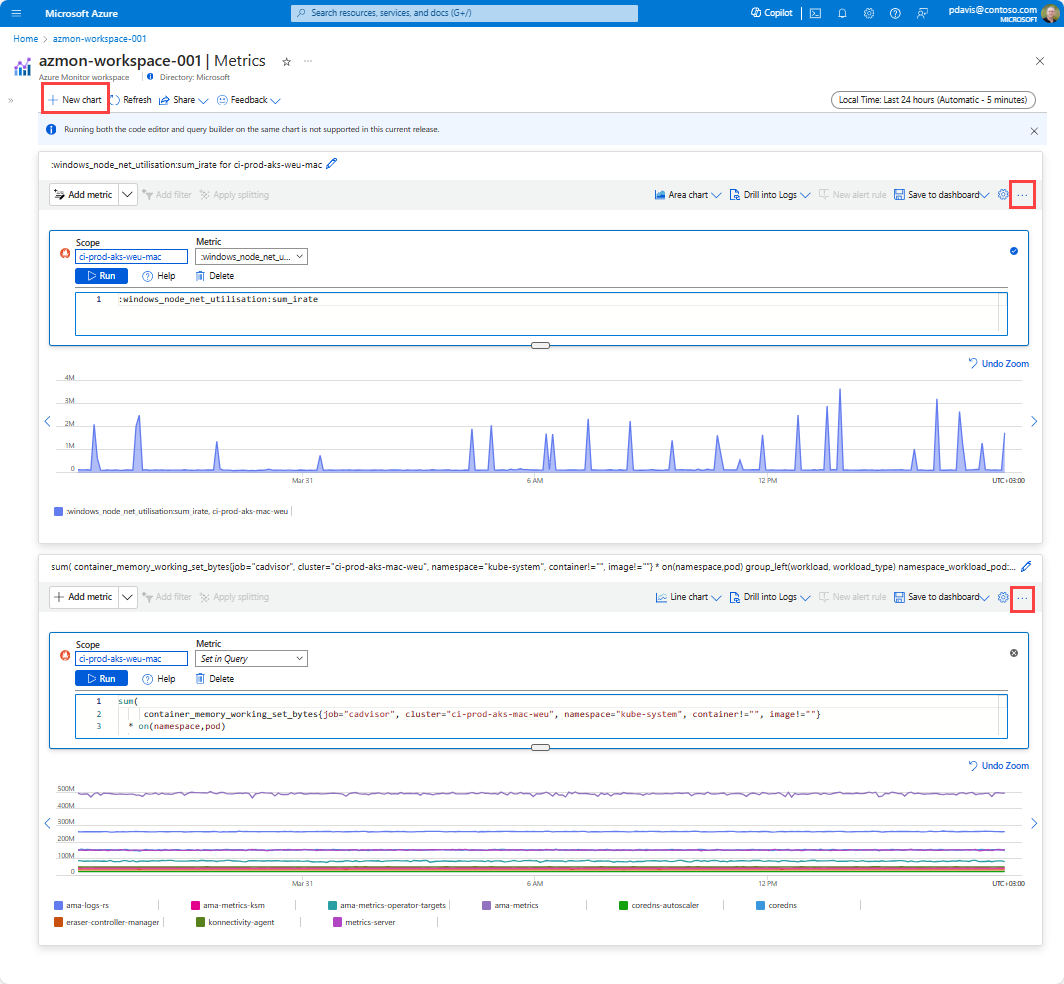 Microsoft Azure
Search resources, services, and docs (G+/)
Copilot
pdavis@contoso.com
MICROSOFT
Home > azmon-workspace-001
azmon-workspace-001 | Metrics
Azure Monitor workspace
Directory: Microsoft
New chart
Refresh
Share
Feedback
Local Time: Last 24 hours (Automatic - 5 minutes)
Running both the code editor and query builder on the same chart is not supported in this current release.
:windows_node_net_utilisation:sum_irate for ci-prod-aks-weu-mac
Add metric
Add filter
Apply splitting
Area chart
Drill into Logs
New alert rule
Save to dashboard
...
Scope
Metric
ci-prod-aks-weu-mac
:windows_node_net_u...
Run
Help
Delete
1 :windows_node_net_utilisation:sum_irate
Undo Zoom
4M
3M
2M
1M
0
Mar 31
6 AM
12 PM
UTC+03:00
:windows_node_net_utilisation:sum_irate, ci-prod-aks-mac-weu
sum( container_memory_working_set_bytes{job="cadvisor", cluster="ci-prod-aks-mac-weu", namespace="kube-system", container!="", image!=""} * on(namespace,pod) group_left(workload, workload_type) namespace_workload_pod:...
Add metric
Add filter
Apply splitting
Line chart
Drill into Logs
New alert rule
Save to dashboard
...
Scope
Metric
ci-prod-aks-weu-mac
Set in Query
Run
Help
Delete
1 sum(
2 container_memory_working_set_bytes{job="cadvisor", cluster="ci-prod-aks-mac-weu", namespace="kube-system", container!="", image!=""}
3 * on(namespace,pod)
Undo Zoom
500M
400M
300M
200M
100M
0
Mar 31
6 AM
12 PM
UTC+03:00
ama-logs-rs
ama-metrics-ksm
ama-metrics-operator-targets
ama-metrics
coredns-autoscaler
coredns
eraser-controller-manager
konnectivity-agent
metrics-server